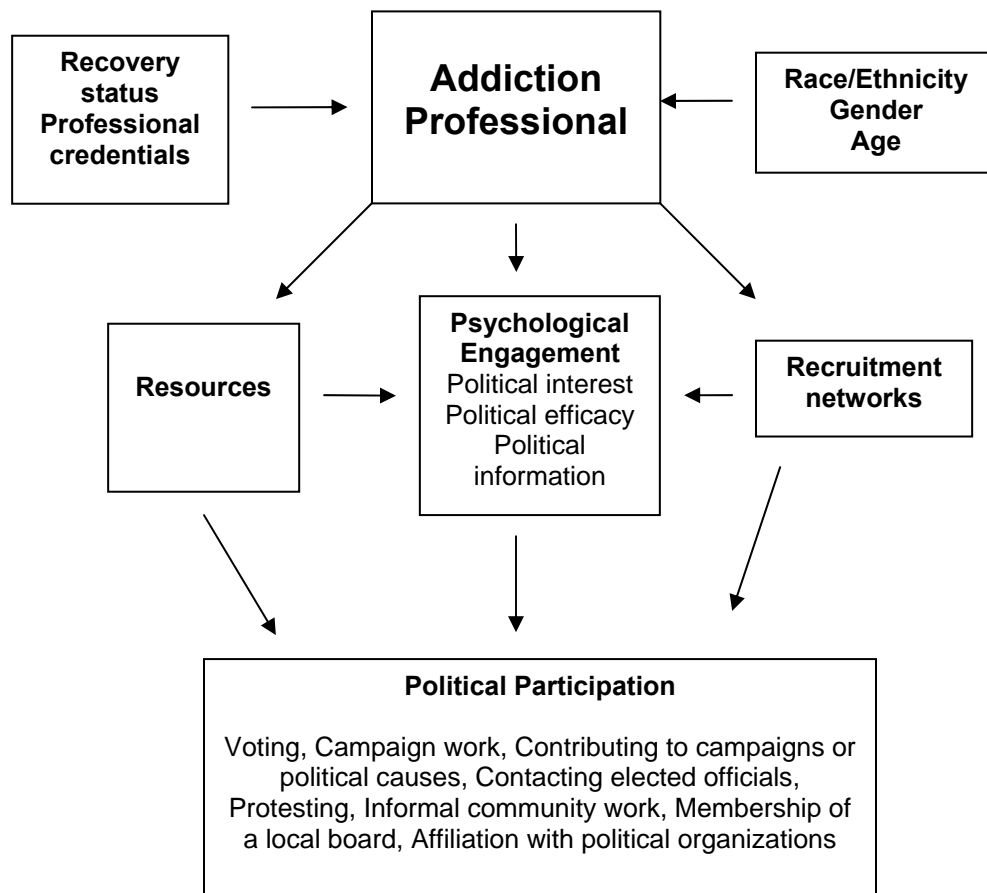 Recovery
status
Professional
credentials
Addiction
Professional
Race/Ethnicity
Gender
Age
Resources
Psychological
Engagement
Political interest
Political efficacy
Political
information
Recruitment
networks
Political Participation
Voting, Campaign work, Contributing to campaigns or
political causes, Contacting elected officials,
Protesting, Informal community work, Membership of
a local board, Affiliation with political organizations